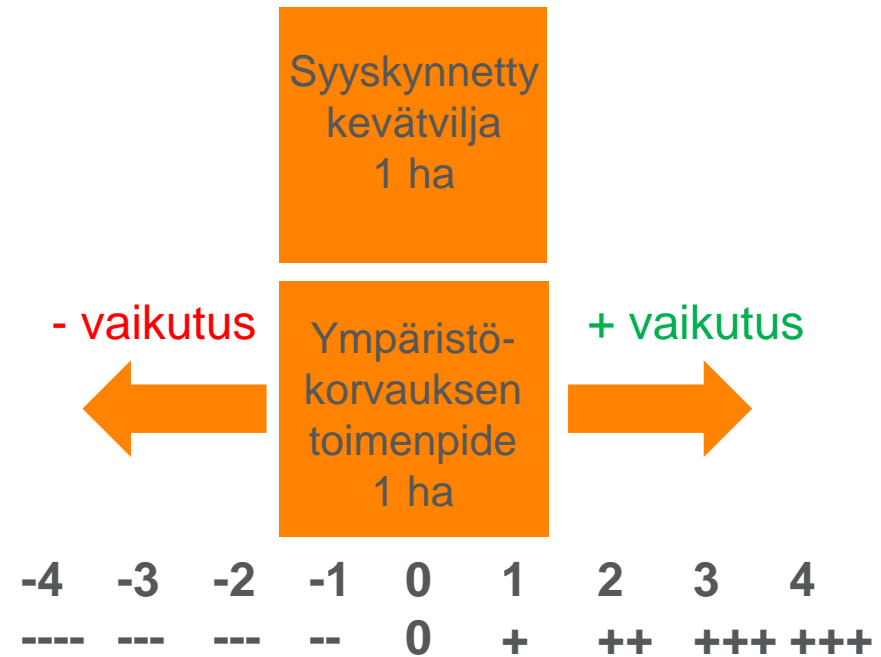 Syyskynnetty
kevätvilja
1 ha
- vaikutus
Ympäristö-
korvauksen
toimenpide
1 ha
+ vaikutus
-4 -3 -2 -1 0 1 2 3 4
---- --- --- -- 0 + ++ +++ +++